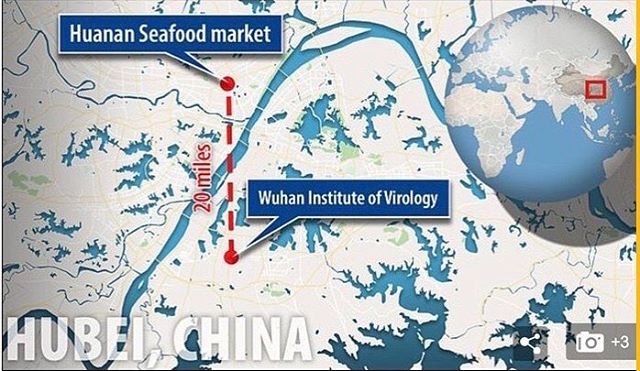 Huanan Seafood market
20 miles
Wuhan Institute of Virology
HUBEI, CHINA
+3